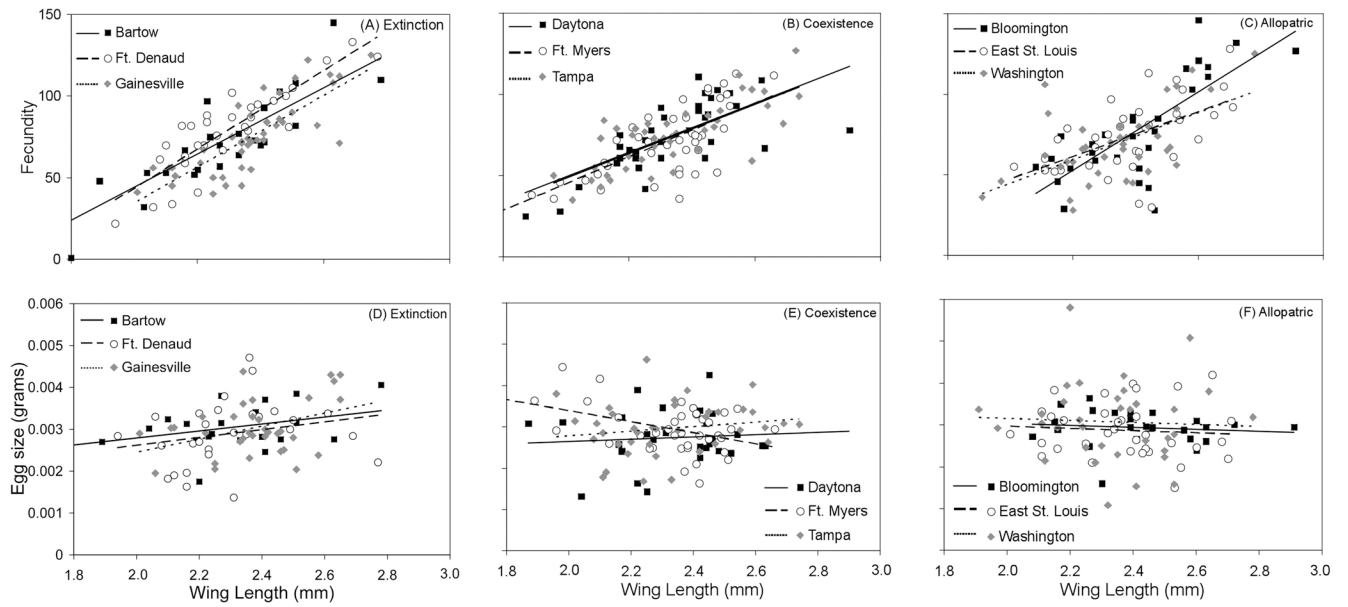 150
100
50
0
Fecundity
(A) Extinction
Bartow
Ft. Denaud
Gainesville
(B) Coexistence
Daytona
Ft. Myers
Tampa
(C) Allopatric
Bloomington
East St. Louis
Washington
0.006
0.005
0.004
0.003
0.002
0.001
0
Egg size (grams)
(D) Extinction
Bartow
Ft. Denaud
Gainesville
1.8 2.0 2.2 2.4 2.6 2.8 3.0
Wing Length (mm)
(E) Coexistence
Daytona
Ft. Myers
Tampa
2.0 2.2 2.4 2.6 2.8 3.0
Wing Length (mm)
(F) Allopatric
Bloomington
East St. Louis
Washington
1.8 2.0 2.2 2.4 2.6 2.8 3.0
Wing Length (mm)